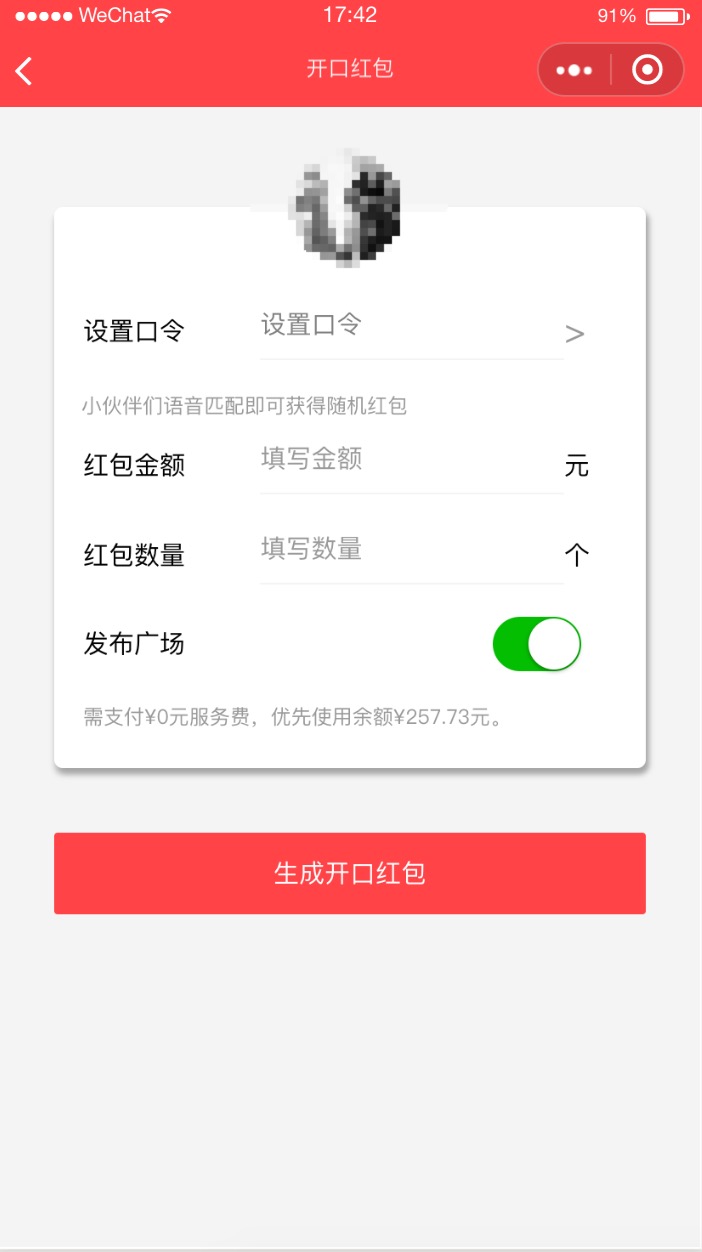 WeChat 17:42 91%
开口红包
设置口令 设置口令 >
小伙伴们语音匹配即可获得随机红包
红包金额 填写金额 元
红包数量 填写数量 个
发布广场
需支付¥0元服务费，优先使用余额¥257.73元。
生成开口红包